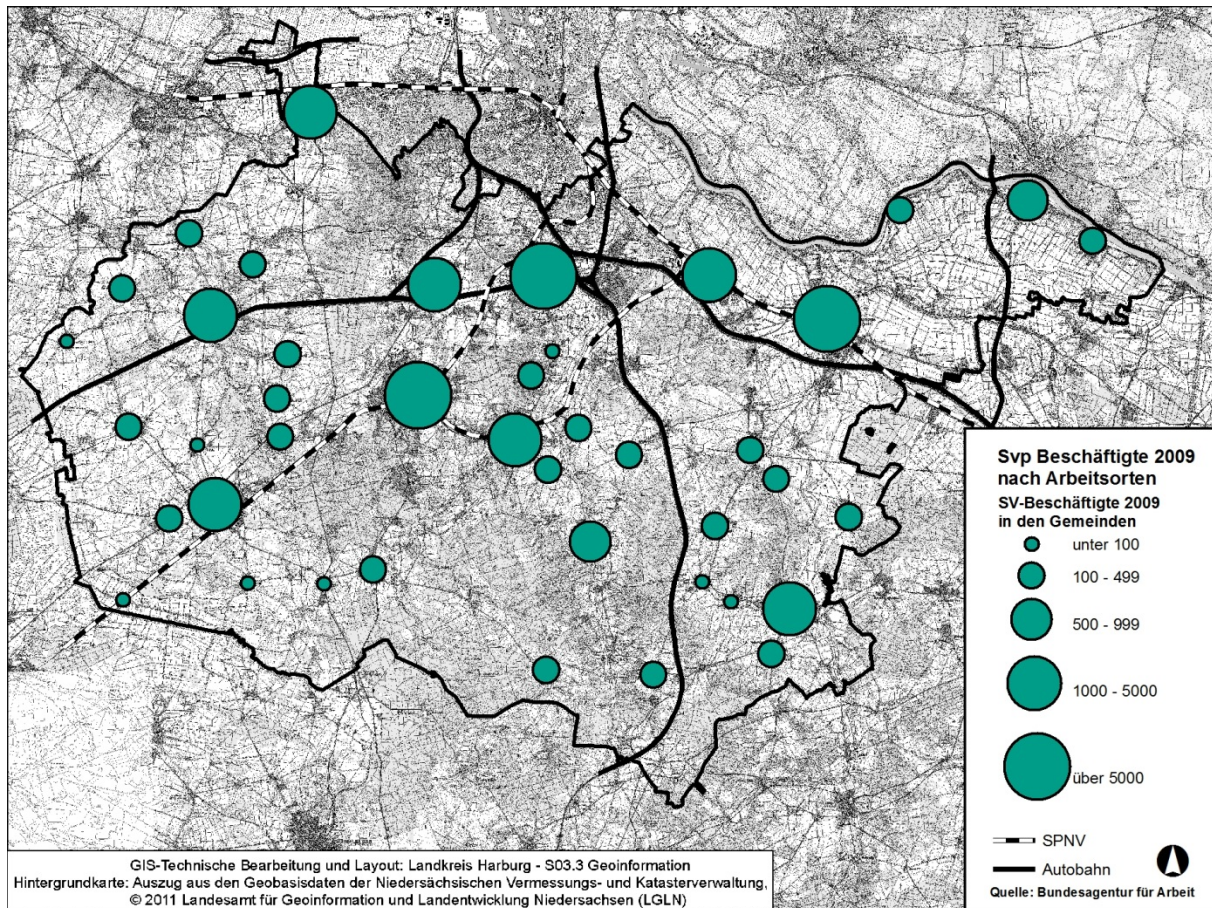 Svp Beschäftigte 2009
nach Arbeitsorten
SV-Beschäftigte 2009
in den Gemeinden
unter 100
100 - 499
500 - 999
1000 - 5000
über 5000
SPNV
Autobahn
Quelle: Bundesagentur für Arbeit
GIS-Technische Bearbeitung und Layout: Landkreis Harburg - S03.3 Geoinformation
Hintergrundkarte: Auszug aus den Geobasisdaten der Niedersächsischen Vermessungs- und Katasterverwaltung,
© 2011 Landesamt für Geoinformation und Landentwicklung Niedersachsen (LGLN)